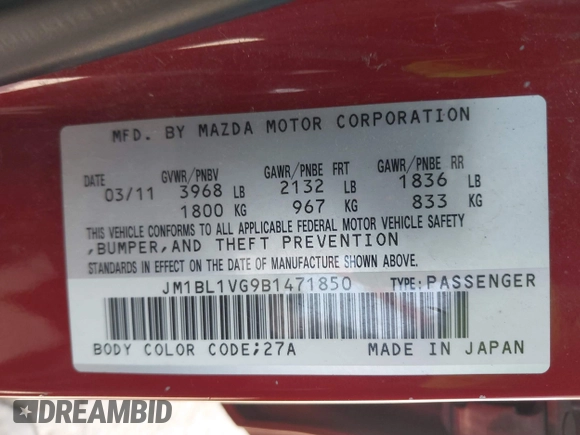 MFD. BY MAZDA MOTOR CORPORATION
DATE GVWR/PNBV GAWR/PNBE FRT GAWR/PNBE RR
03/11 3968 LB 2132 LB 1836 LB
1800 KG 967 KG 833 KG
THIS VEHICLE CONFORMS TO ALL APPLICABLE FEDERAL MOTOR VEHICLE SAFETY
,BUMPER,AND THEFT PREVENTION
STANDARDS IN EFFECT ON THE DATE OF MANUFACTURE SHOWN ABOVE.
JM1BL1VG9B1471850 TYPE:PASSENGER
BODY COLOR CODE;27A MADE IN JAPAN
DREAMBID